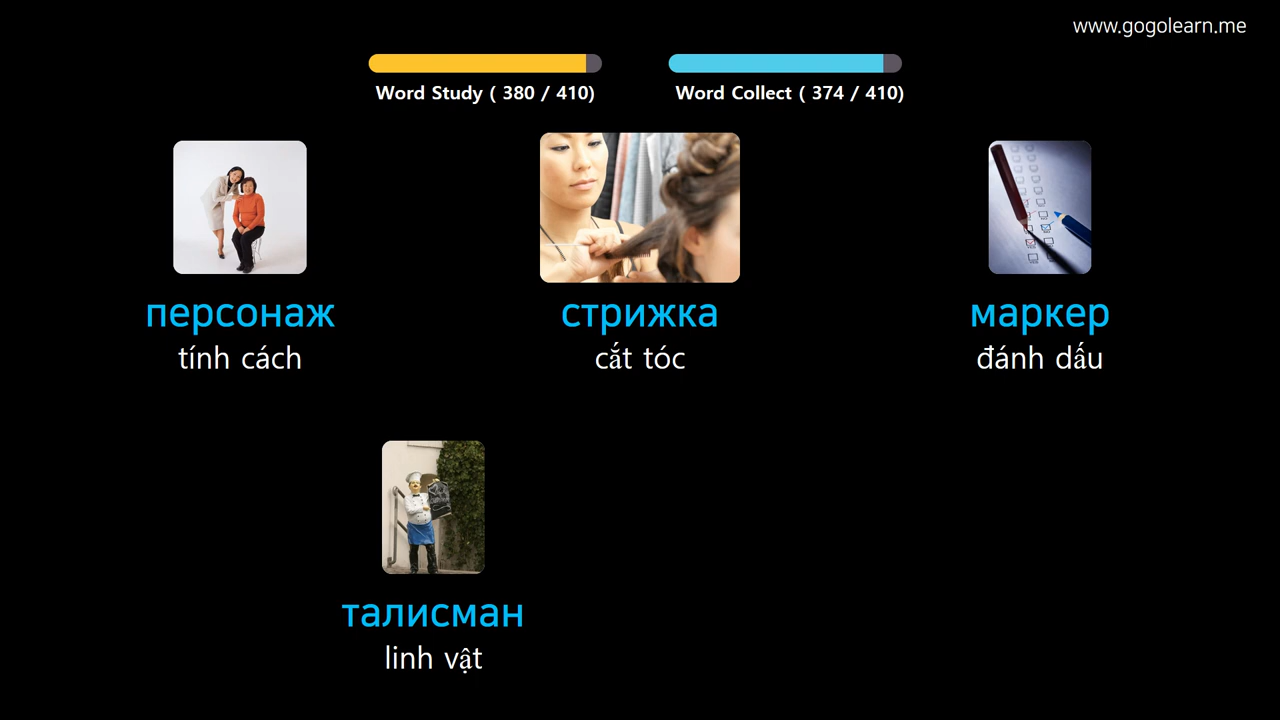 www.gogolearn.me
Word Study ( 380 / 410)
Word Collect ( 374 / 410)
персонаж
tính cách
стрижка
cắt tóc
маркер
đánh dấu
талисман
linh vật